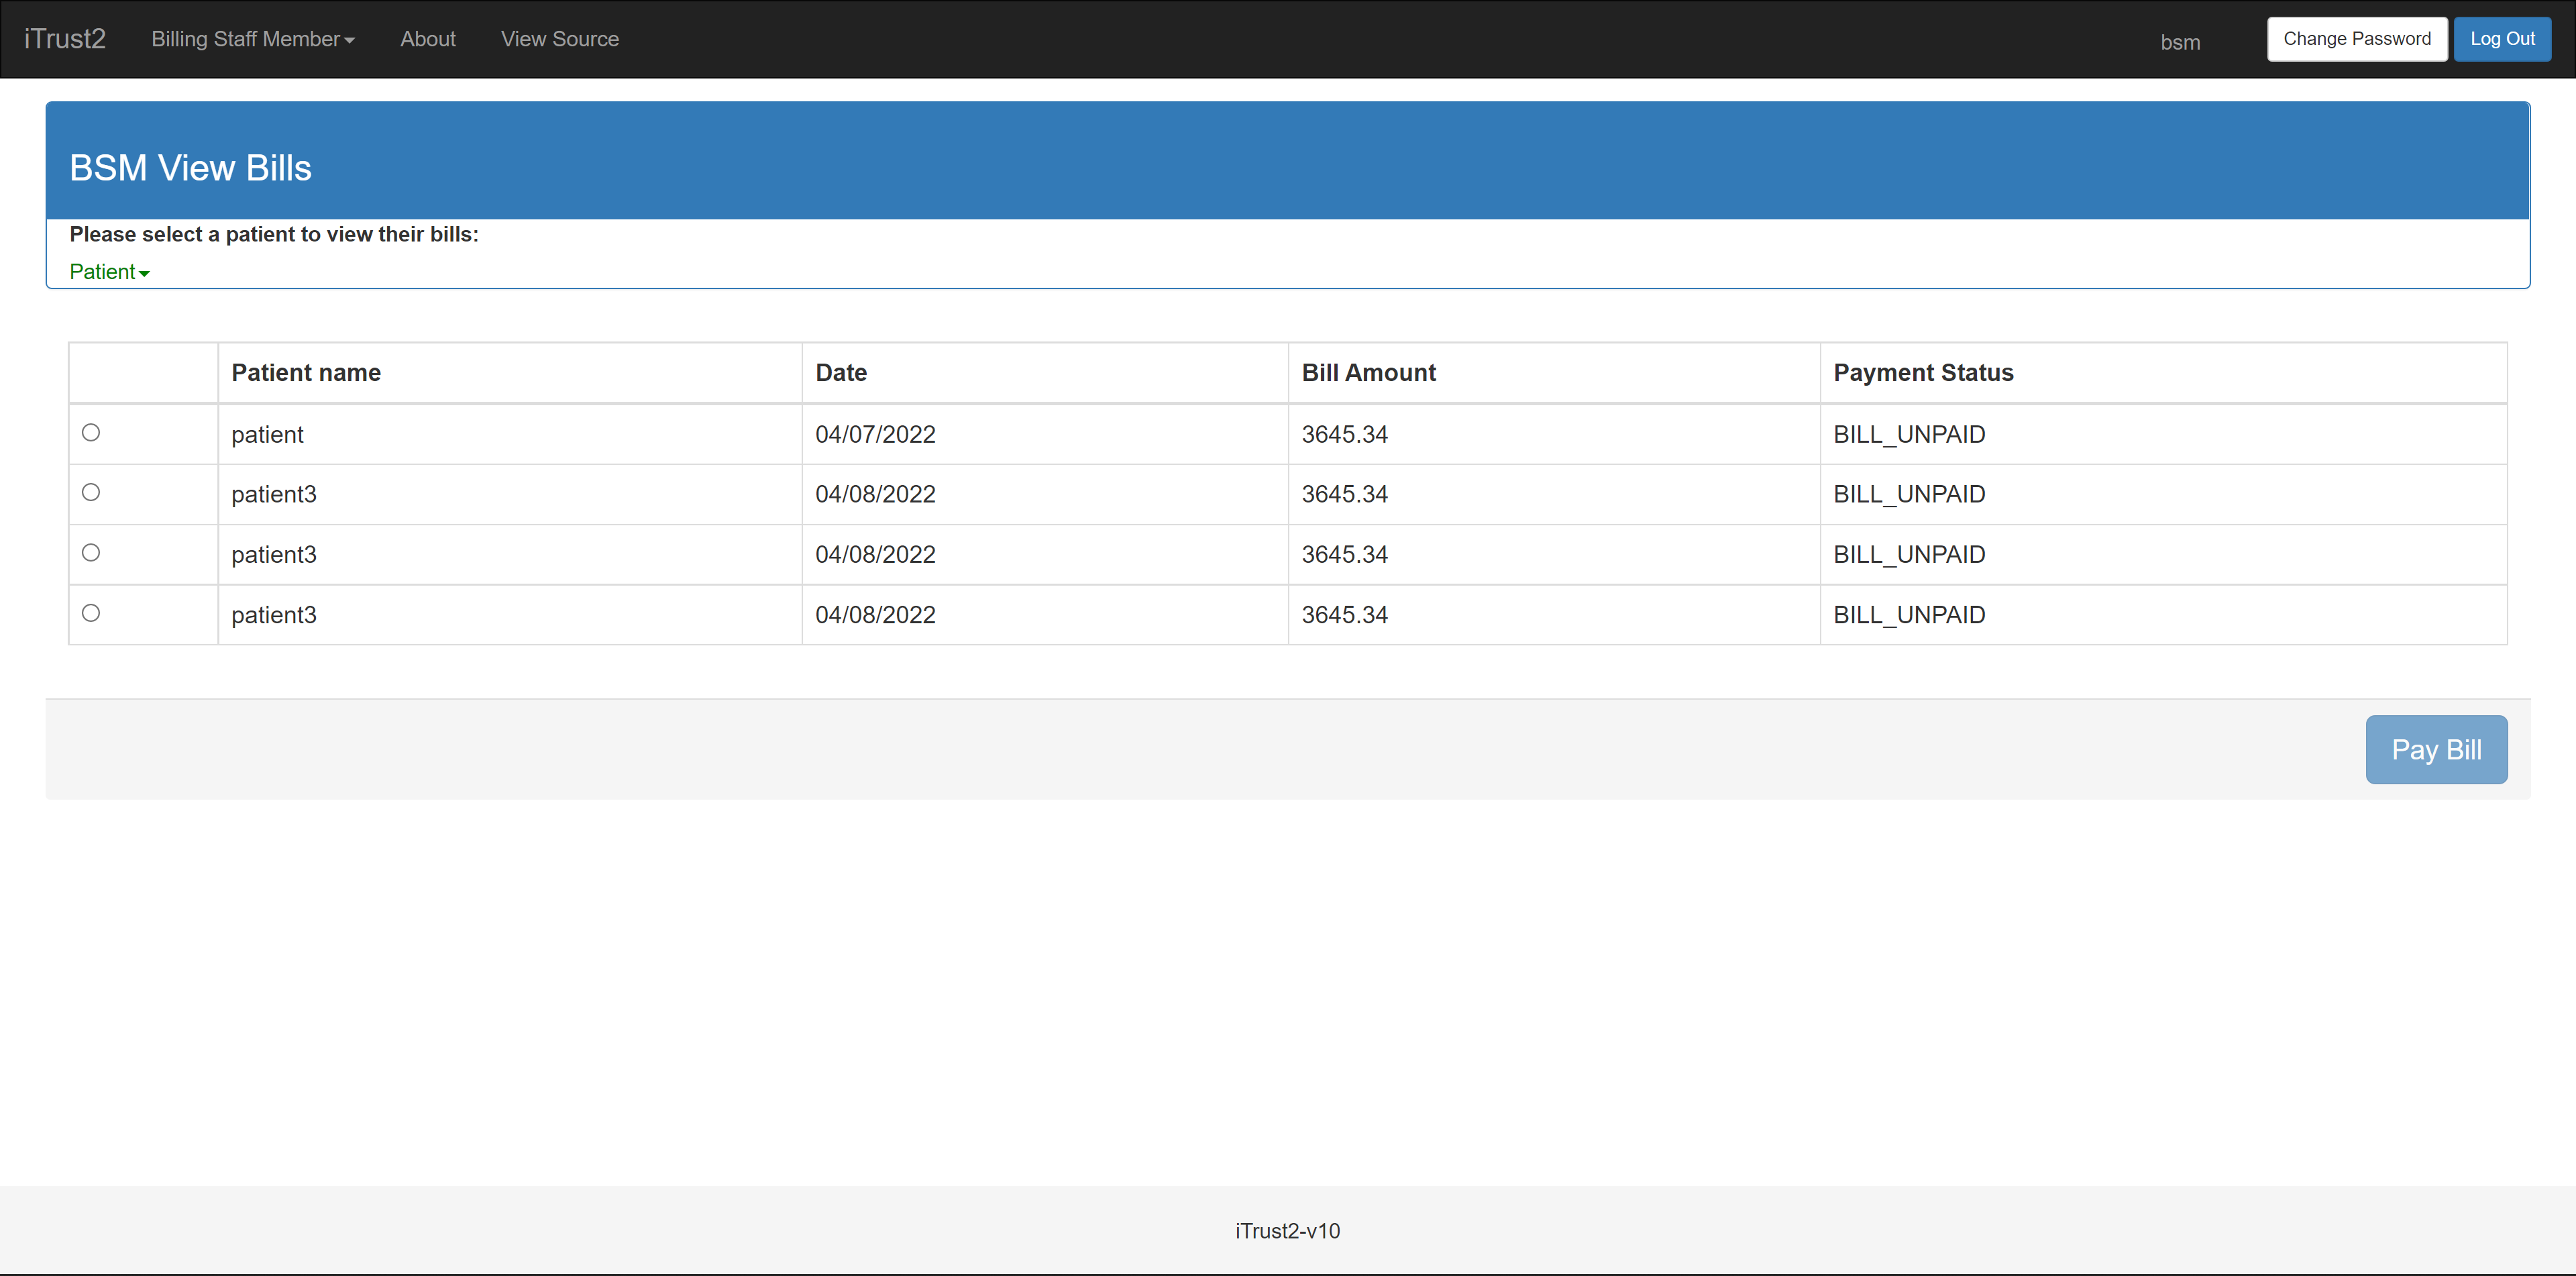 iTrust2 Billing Staff Member About View Source bsm Change Password Log Out
BSM View Bills
Please select a patient to view their bills:
Patient
Patient name Date Bill Amount Payment Status
patient 04/07/2022 3645.34 BILL_UNPAID
patient3 04/08/2022 3645.34 BILL_UNPAID
patient3 04/08/2022 3645.34 BILL_UNPAID
patient3 04/08/2022 3645.34 BILL_UNPAID
Pay Bill
iTrust2-v10